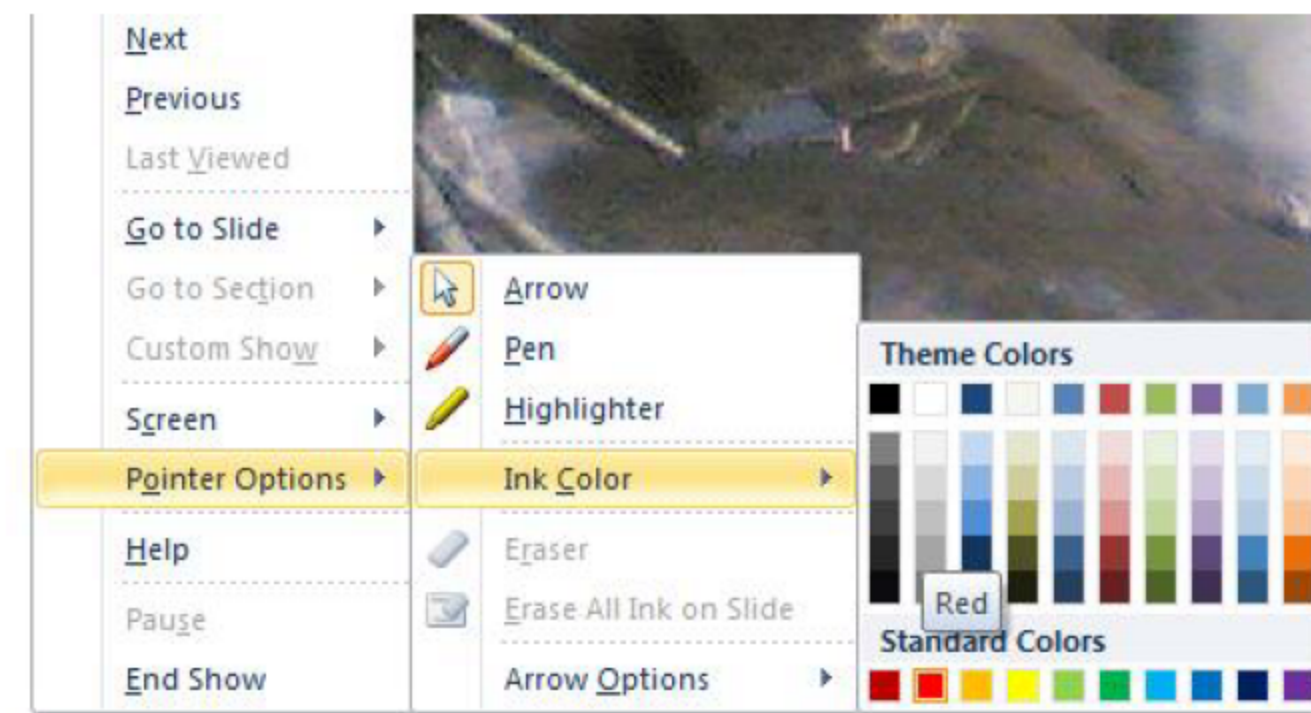 Next
Previous
Last Viewed
Go to Slide
Go to Section
Custom Show
Screen
Pointer Options
Help
Pause
End Show
Arrow
Pen
Highlighter
Ink Color
Eraser
Erase All Ink on Slide
Arrow Options
Theme Colors
Red
Standard Colors